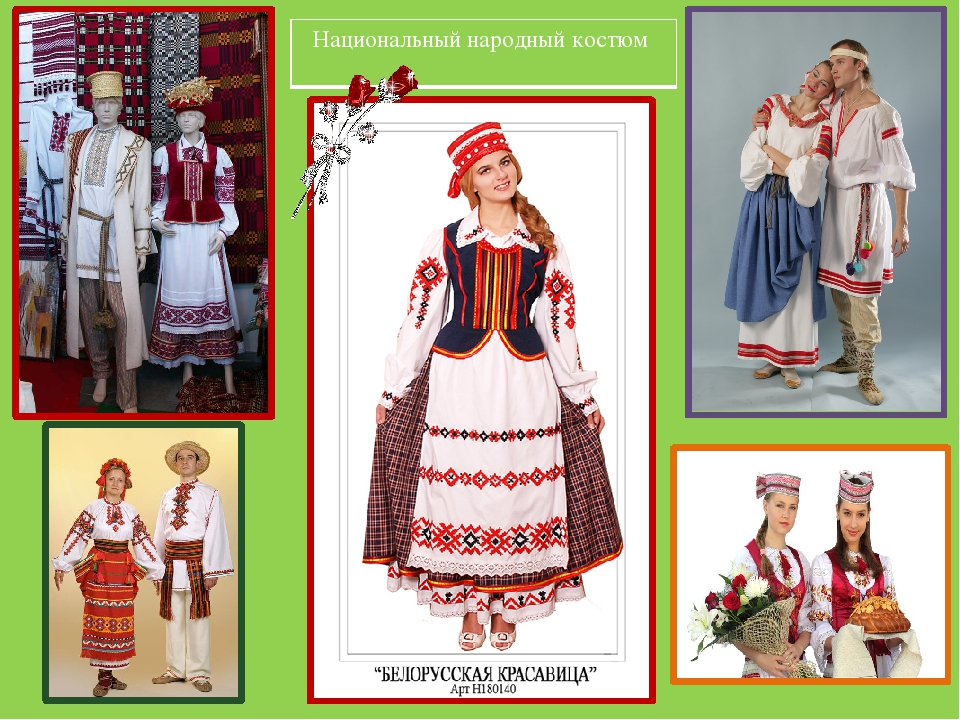 Национальный народный костюм
“БЕЛОРУССКАЯ КРАСАВИЦА”
Арт Н180140